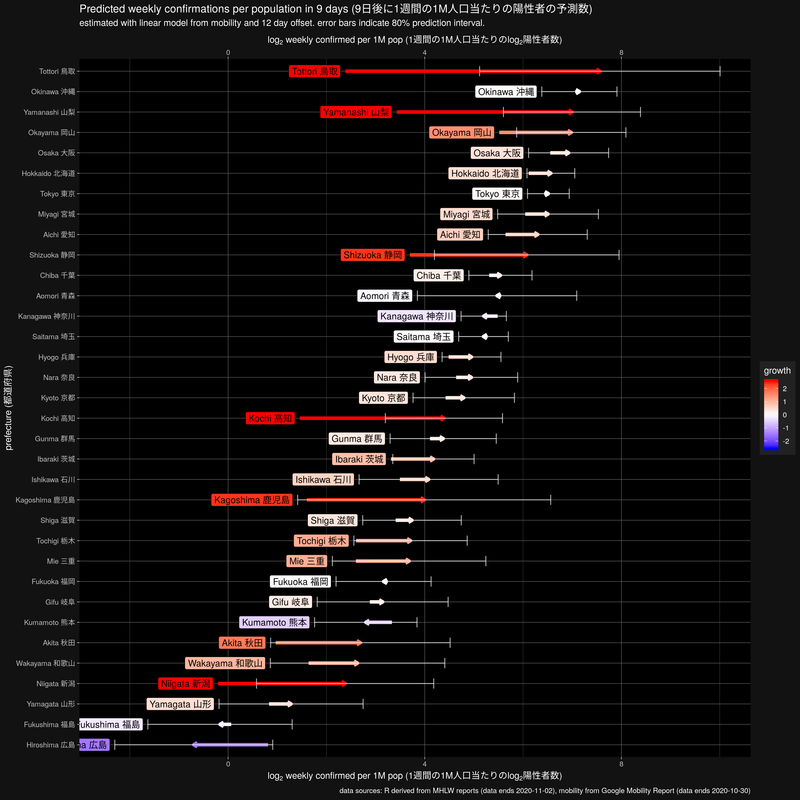 Predicted weekly confirmations per population in 9 days (9日後に1週間の1M人口当たりの陽性者の予測数)
estimated with linear model from mobility and 12 day offset. error bars indicate 80% prediction interval.
log2 weekly confirmed per 1M pop (1週間の1M人口当たりのlog2陽性者数)
0 4 8
Tottori 鳥取 Tottori 鳥取
Okinawa 沖縄 Okinawa 沖縄
Yamanashi 山梨 Yamanashi 山梨
Okayama 岡山 Okayama 岡山
Osaka 大阪 Osaka 大阪
Hokkaido 北海道 Hokkaido 北海道
Tokyo 東京 Tokyo 東京
Miyagi 宮城 Miyagi 宮城
Aichi 愛知 Aichi 愛知
Shizuoka 静岡 Shizuoka 静岡
Chiba 千葉 Chiba 千葉
Aomori 青森 Aomori 青森
Kanagawa 神奈川 Kanagawa 神奈川
Saitama 埼玉 Saitama 埼玉
Hyogo 兵庫 Hyogo 兵庫
prefecture (都道府県)
growth
2
1
0
-1
-2
Nara 奈良 Nara 奈良
Kyoto 京都 Kyoto 京都
Kochi 高知 Kochi 高知
Gunma 群馬 Gunma 群馬
Ibaraki 茨城 Ibaraki 茨城
Ishikawa 石川 Ishikawa 石川
Kagoshima 鹿児島 Kagoshima 鹿児島
Shiga 滋賀 Shiga 滋賀
Tochigi 栃木 Tochigi 栃木
Mie 三重 Mie 三重
Fukuoka 福岡 Fukuoka 福岡
Gifu 岐阜 Gifu 岐阜
Kumamoto 熊本 Kumamoto 熊本
Akita 秋田 Akita 秋田
Wakayama 和歌山 Wakayama 和歌山
Niigata 新潟 Niigata 新潟
Yamagata 山形 Yamagata 山形
Fukushima 福島 ukushima 福島
Hiroshima 広島 a 広島
0 4 8
log2 weekly confirmed per 1M pop (1週間の1M人口当たりのlog2陽性者数)
data sources: R derived from MHLW reports (data ends 2020-11-02), mobility from Google Mobility Report (data ends 2020-10-30)